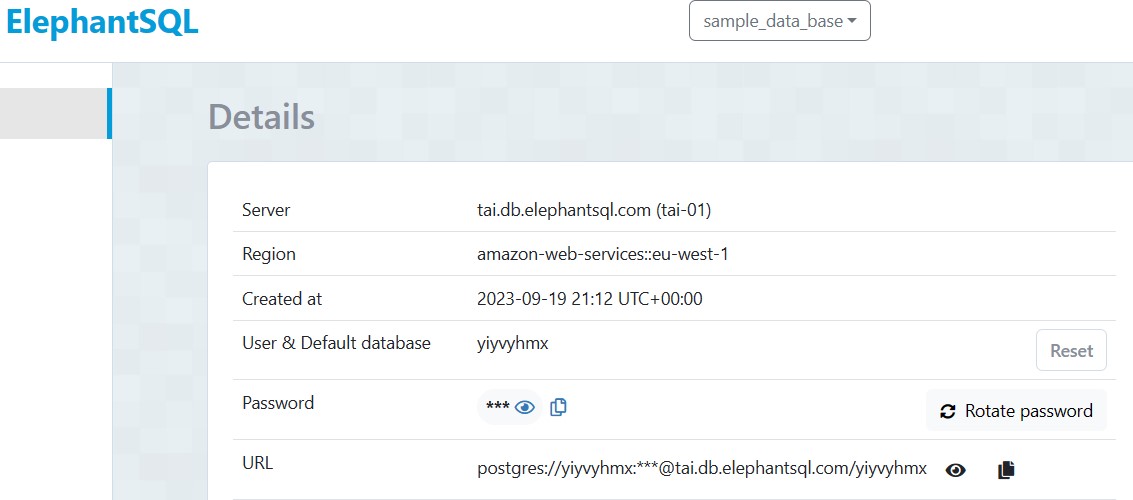 ElephantSQL
sample_data_base
Details
Server tai.db.elephantsql.com (tai-01)
Region amazon-web-services::eu-west-1
Created at 2023-09-19 21:12 UTC+00:00
User & Default database yiyvyhmx Reset
Password *** Rotate password
URL postgres://yiyvyhmx:***@tai.db.elephantsql.com/yiyvyhmx